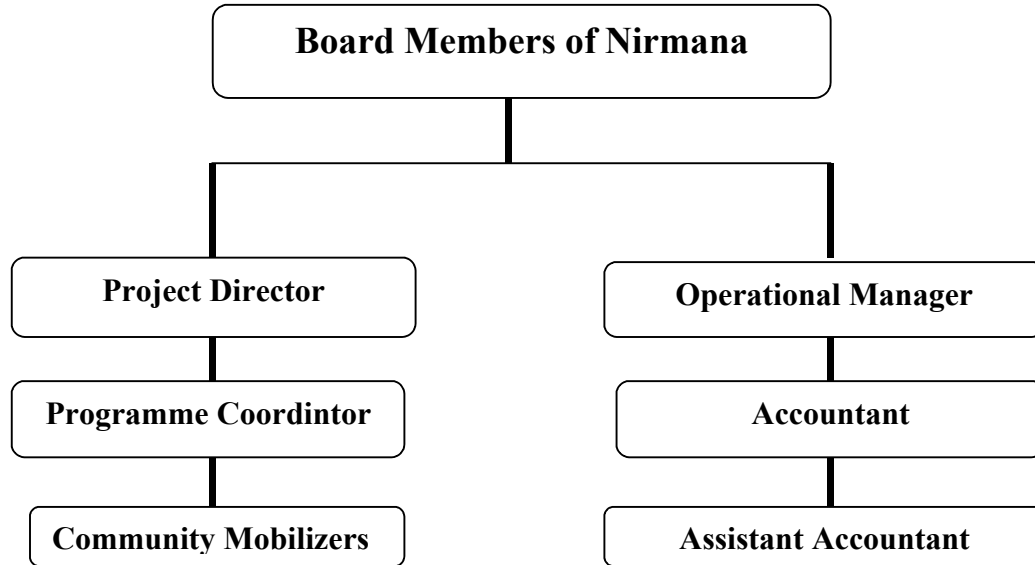 Board Members of Nirmana
Project Director
Operational Manager
Programme Coordintor
Accountant
Community Mobilizers
Assistant Accountant